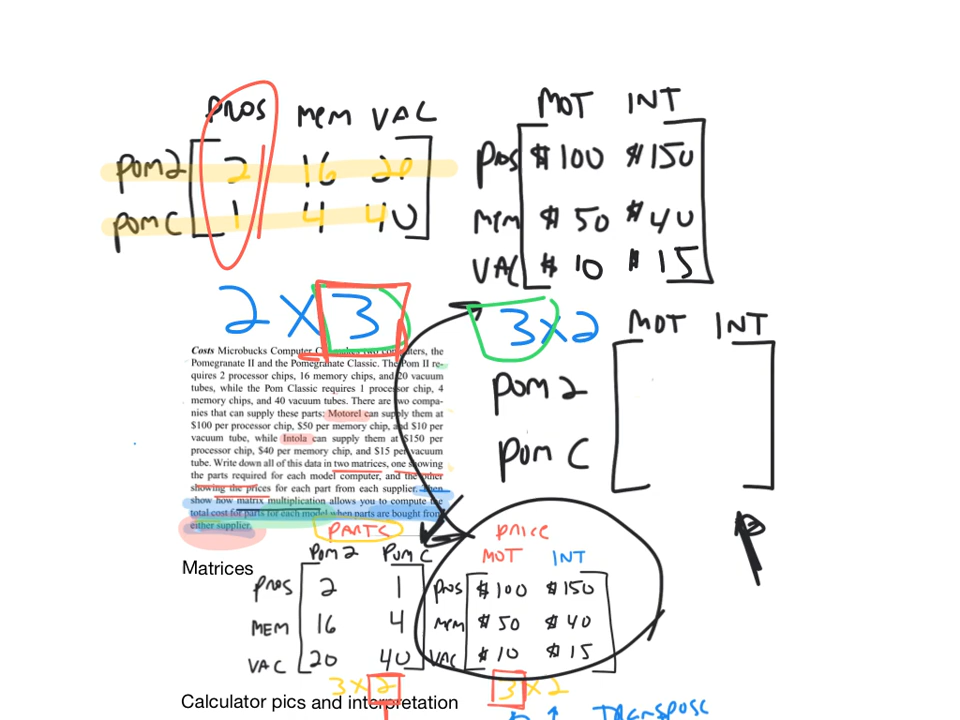 PROS MEM VAC
POM2 2 16 20
POM C 1 4 40
MOT INT
PROS $100 $150
MEM $50 $40
VAC $10 $15
2 X 3
3 X 2
MOT INT
POM 2
POM C
Costs Microbucks Computer Co. makes two computers, the
Pomegranate II and the Pomegranate Classic. The Pom II re-
quires 2 processor chips, 16 memory chips, and 20 vacuum
tubes, while the Pom Classic requires 1 processor chip, 4
memory chips, and 40 vacuum tubes. There are two compa-
nies that can supply these parts: Motorel can supply them at
$100 per processor chip, $50 per memory chip, and $10 per
vacuum tube, while Intola can supply them at $150 per
processor chip, $40 per memory chip, and $15 per vacuum
tube. Write down all of this data in two matrices, one showing
the parts required for each model computer, and the other
showing the prices for each part from each supplier. Then
show how matrix multiplication allows you to compute the
total cost for parts for each model when parts are bought from
either supplier.
Matrices
PARTS
POM 2 POM C
PROS 2 1
MEM 16 4
VAC 20 40
3 X 2
PRICE
MOT INT
PROS $100 $150
MEM $50 $40
VAC $10 $15
3 X 2
Calculator pics and interpretation
TRANSPOSE